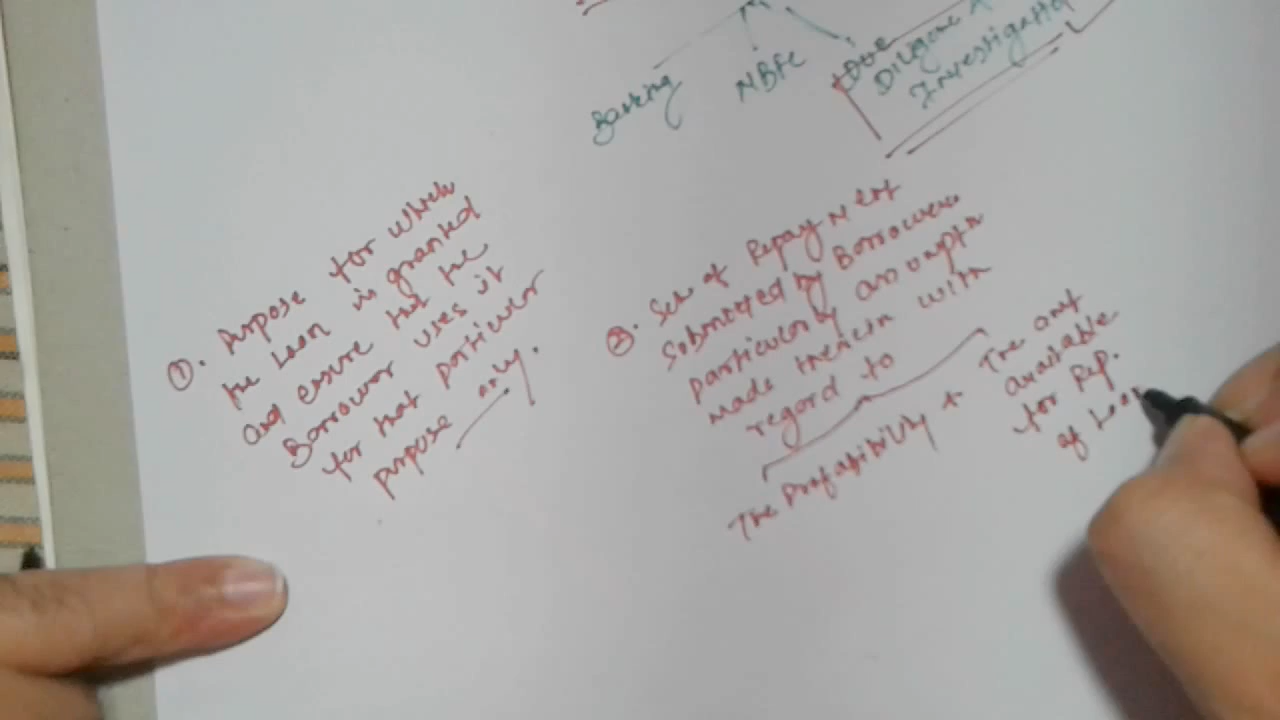 Banking
NBFC
Due
Diligence &
Investigation
①. Purpose for which
the Loan is granted
and ensure tht the
Borrower uses it
for that particular
purpose only.
②. Sch of Repayment
Submitted by Borrower
particularly assumptn
made therein with
regard to
The Profitability +
The amt
available
for Rep.
of Loan